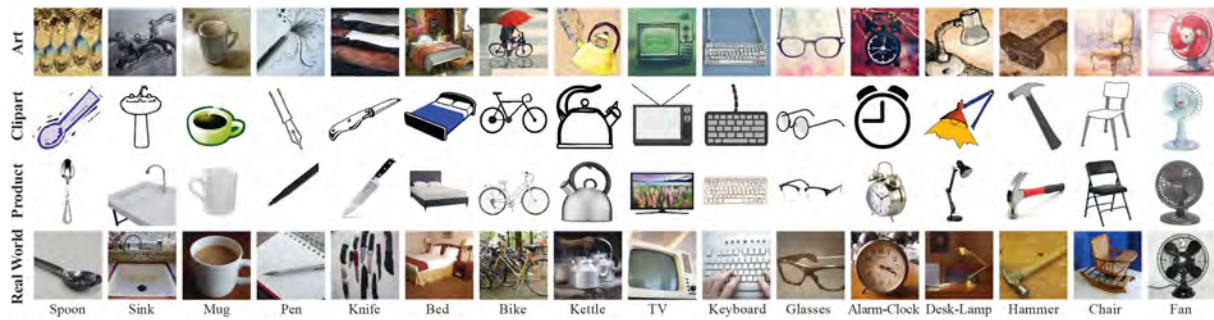 Art
Clipart
Product
Real World
Spoon Sink Mug Pen Knife Bed Bike Kettle TV Keyboard Glasses Alarm-Clock Desk-Lamp Hammer Chair Fan